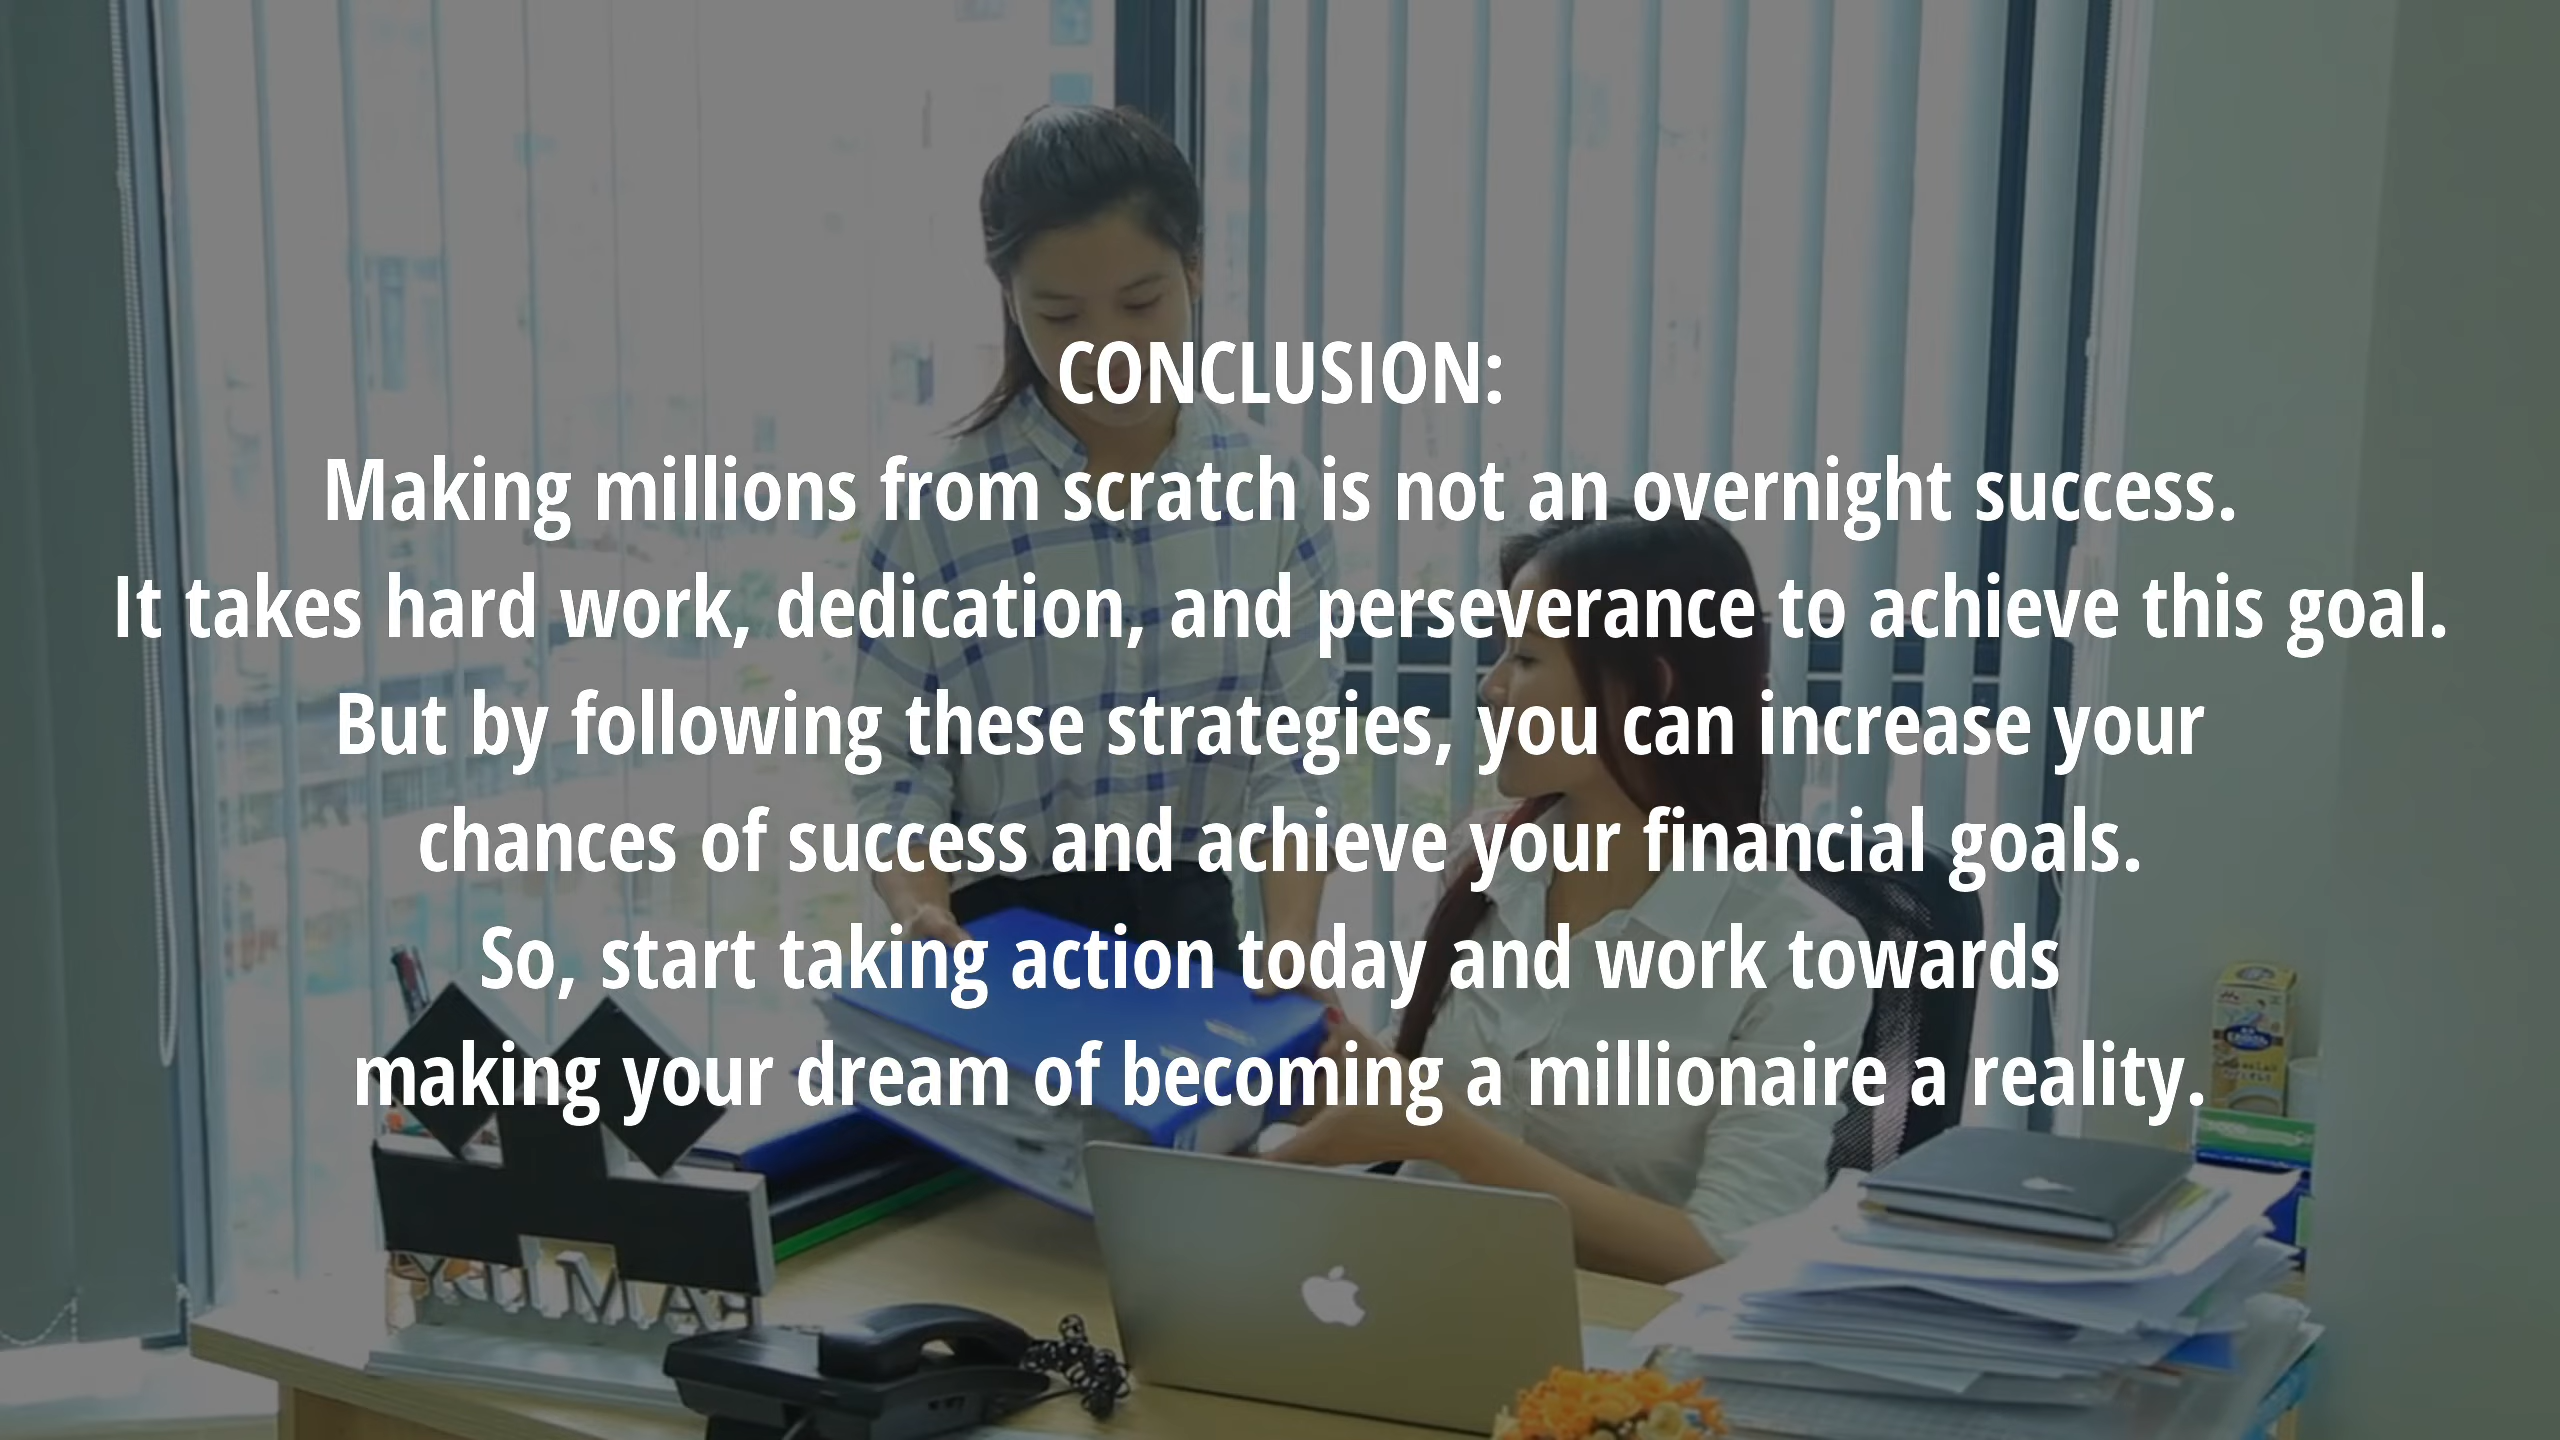 CONCLUSION:
Making millions from scratch is not an overnight success.
It takes hard work, dedication, and perseverance to achieve this goal.
But by following these strategies, you can increase your
chances of success and achieve your financial goals.
So, start taking action today and work towards
making your dream of becoming a millionaire a reality.
FAMILY